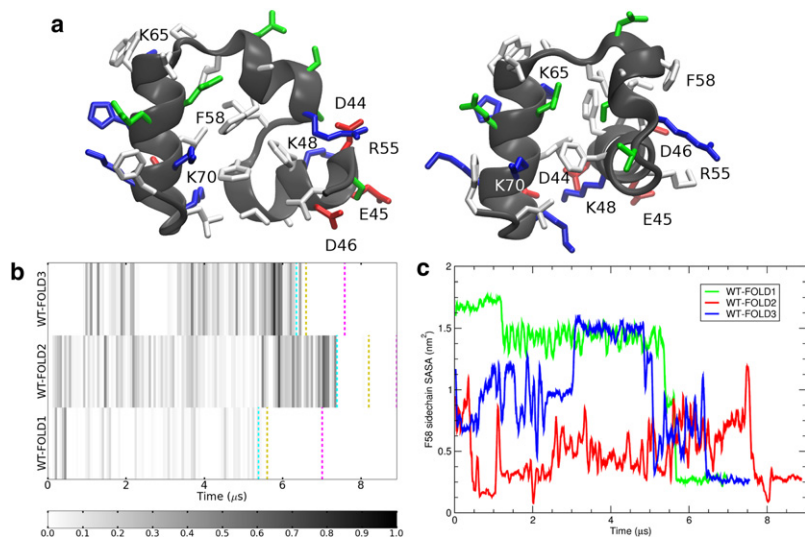 a
K65
F58
K70
D44
K48
R55
E45
D46
K65
F58
D46
R55
K70
D44
K48
E45
b
WT-FOLD3
WT-FOLD2
WT-FOLD1
0 2 4 6 8
Time (μs)
0.0 0.1 0.2 0.3 0.4 0.5 0.6 0.7 0.8 0.9 1.0
c
WT-FOLD1
WT-FOLD2
WT-FOLD3
2
1.5
1
0.5
0
F58 sidechain SASA (nm²)
0 2 4 6 8
Time (μs)